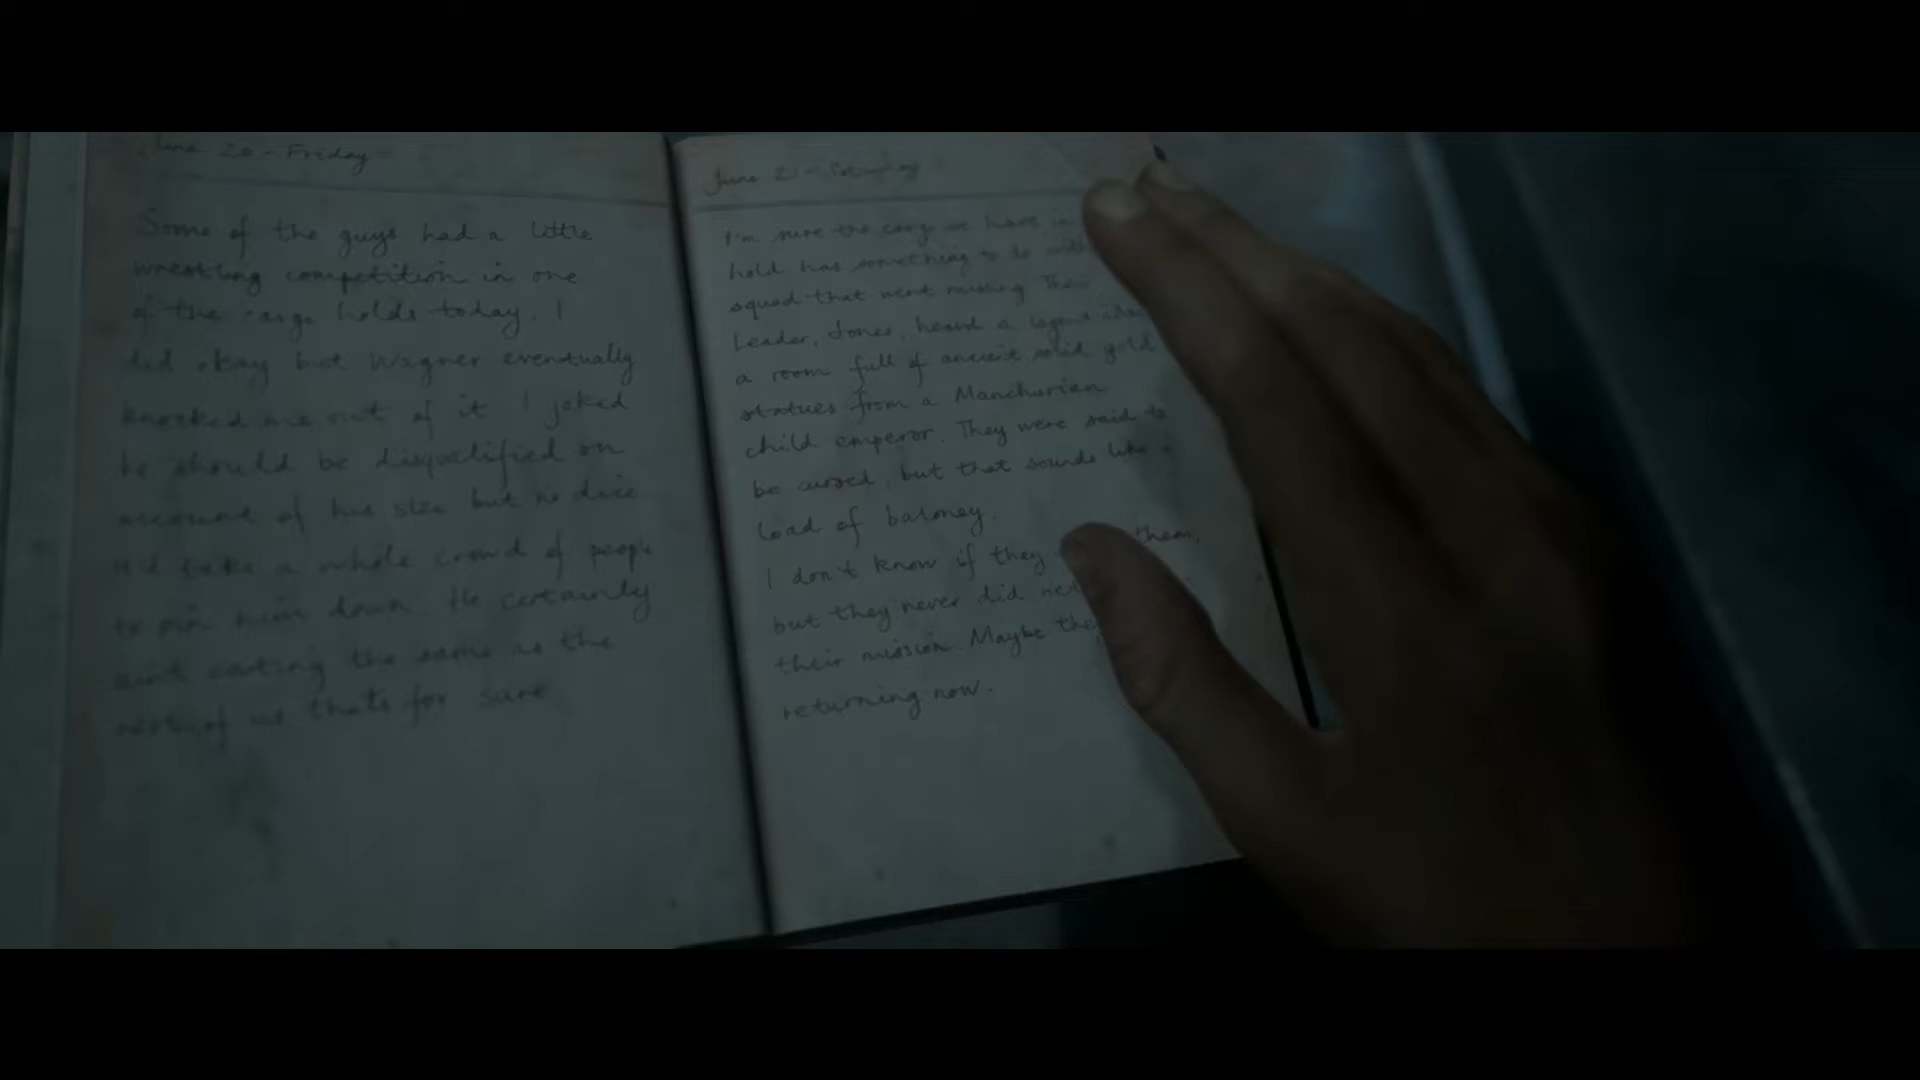 June 20 - Friday
Some of the guys had a little
wrestling competition in one
of the cargo holds today. I
did okay but Wagner eventually
knocked me out of it I joked
he should be disqualified on
account of his size but no dice
It'd take a whole crowd of people
to pin him down He certainly
aint eating the same as the
rest of us thats for sure
June 21 - Saturday
I'm sure the cargo we have in
hold has something to do with
squad that went missing. The
Leader, Jones, heard a legend
a room full of ancient solid gold
statues from a Manchurian
child emperor. They were said to
be cursed, but that sounds like a
load of baloney.
I don't know if they them,
but they never did
their mission. Maybe
returning now.